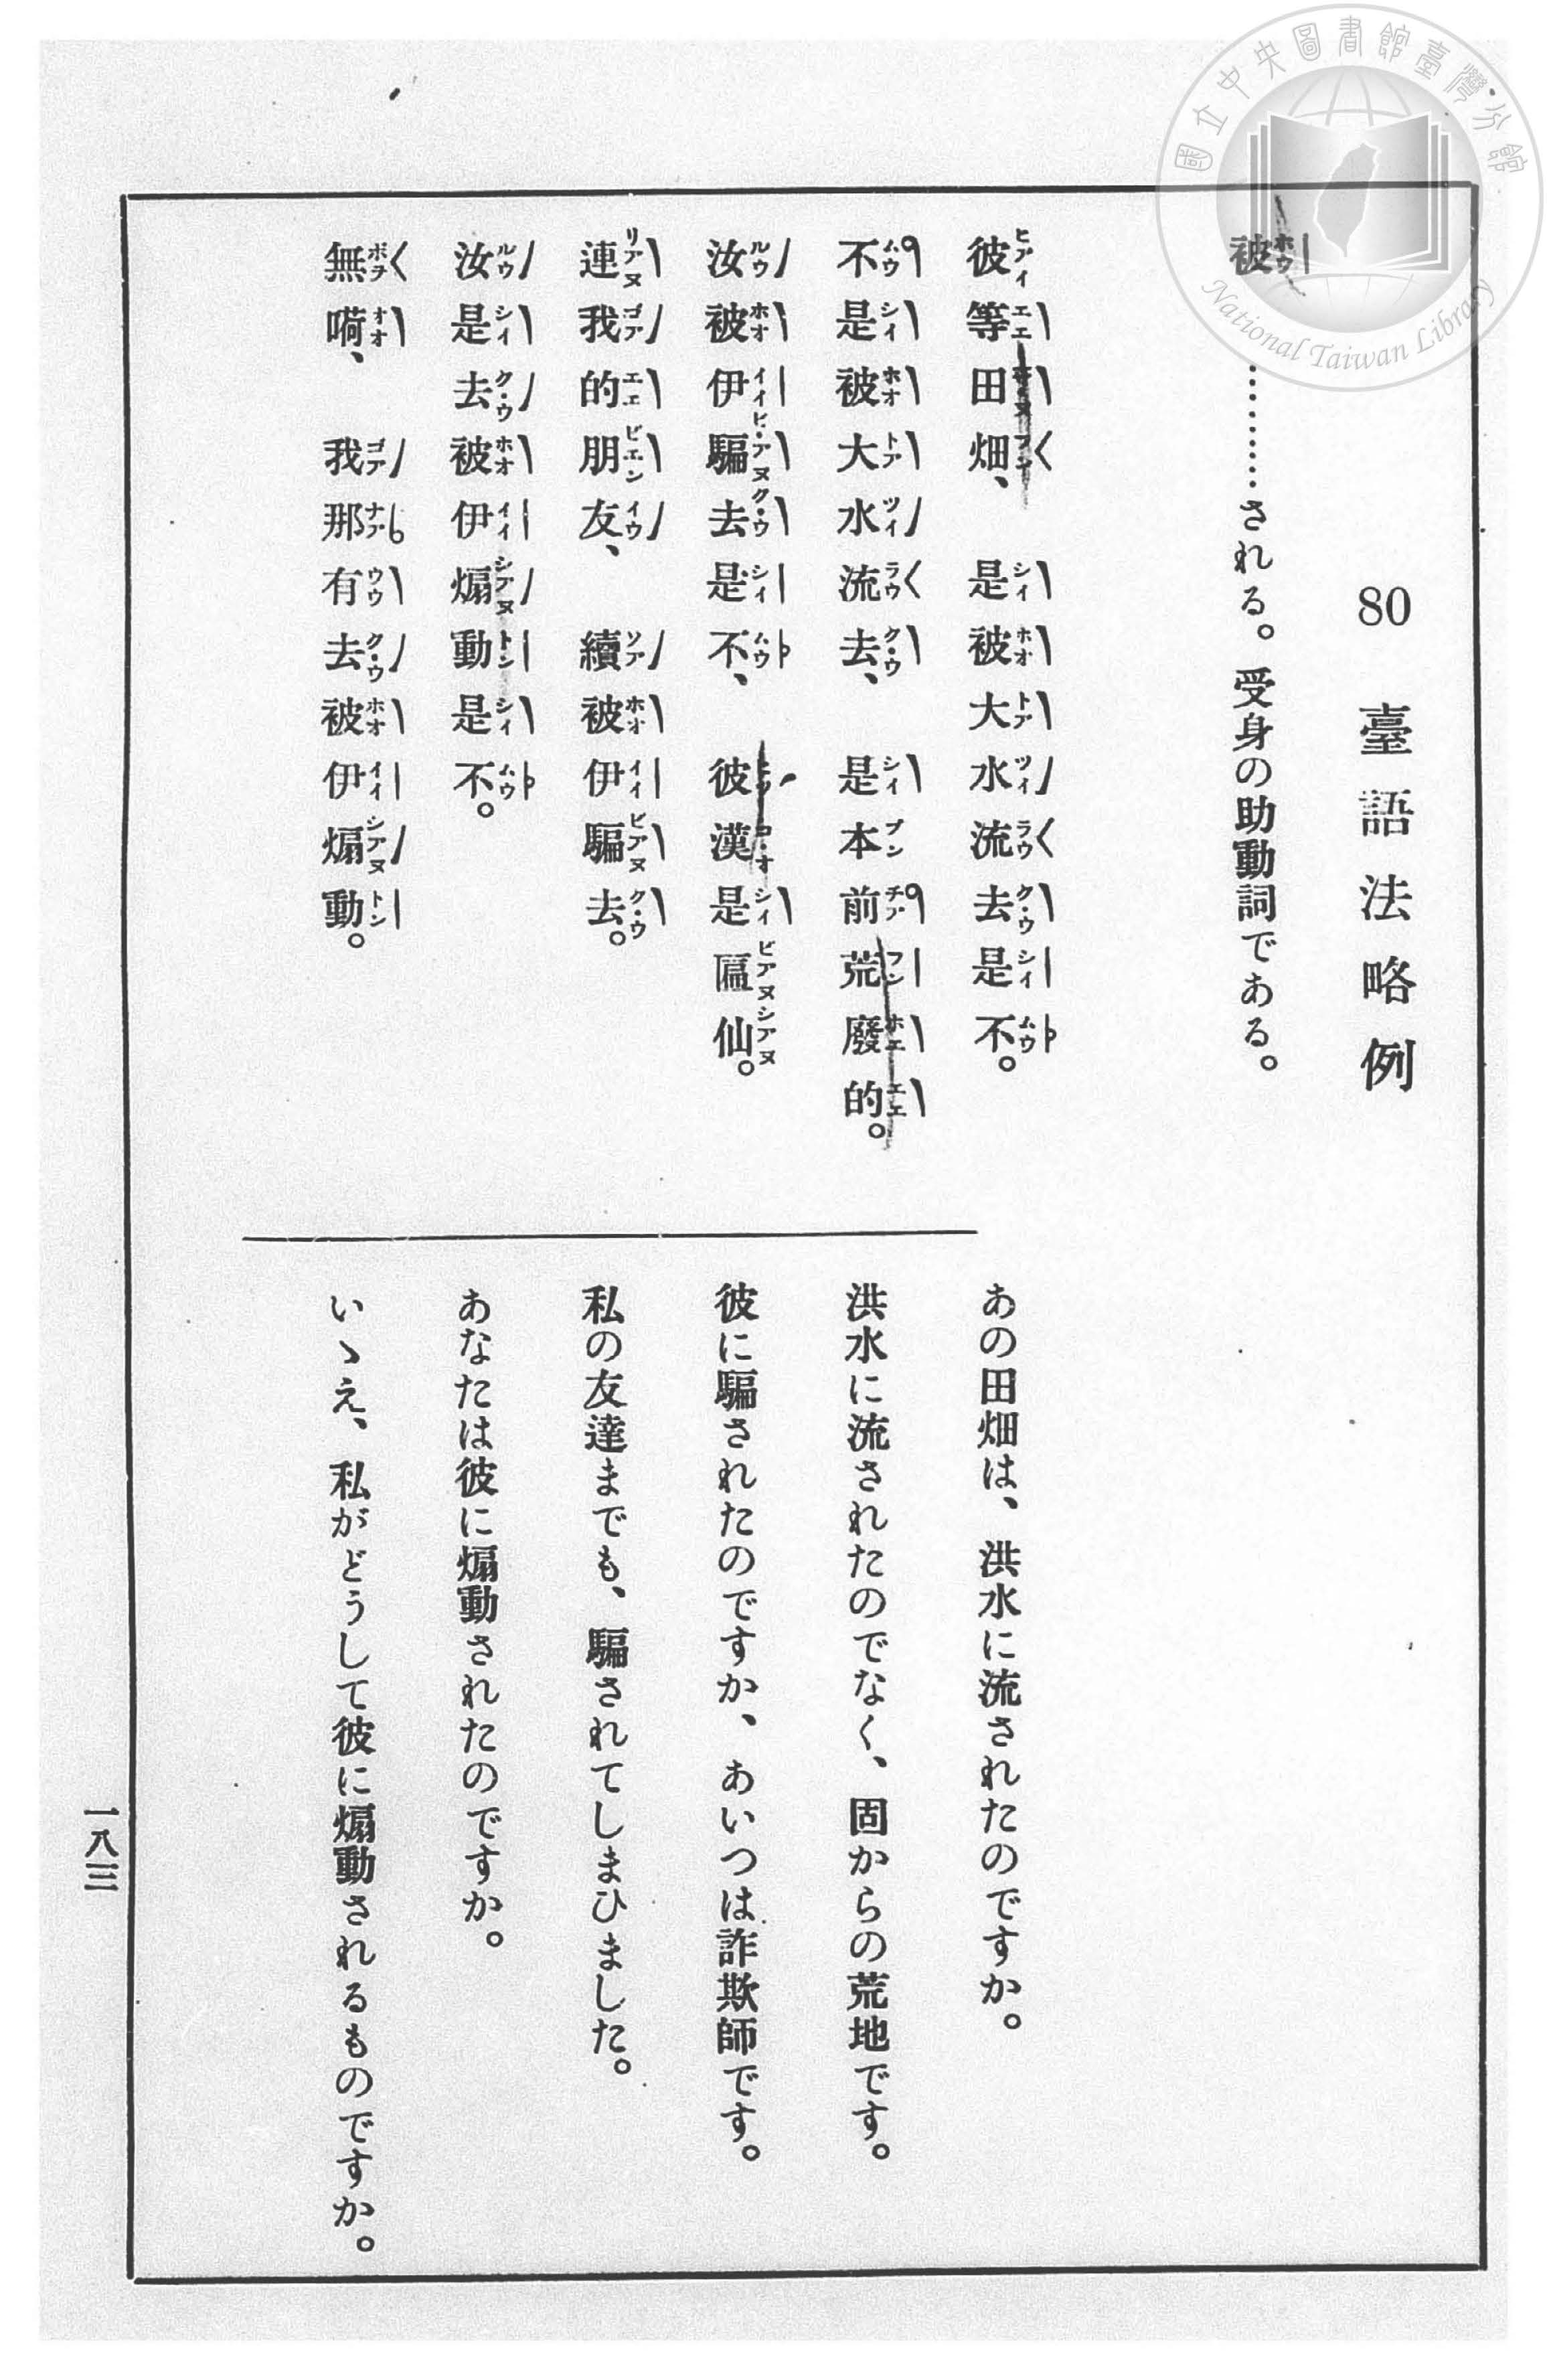 國立中央圖書館臺灣分館
National Taiwan Library
80 臺語法略例
被………される。受身の助動詞である。
彼等田畑、是被大水流去是不。
不是被大水流去、是本前荒廢的。
汝被伊騙去是不、彼漢是匼仙。
連我的朋友、續被伊騙去。
汝是去被伊煽動是不。
無嗬、我那有去被伊煽動。
あの田畑は、洪水に流されたのですか。
洪水に流されたのでなく、固からの荒地です。
彼に騙されたのですか、あいつは詐欺師です。
私の友達までも、騙されてしまひました。
あなたは彼に煽動されたのですか。
いゝえ、私がどうして彼に煽動されるものですか。
一八三